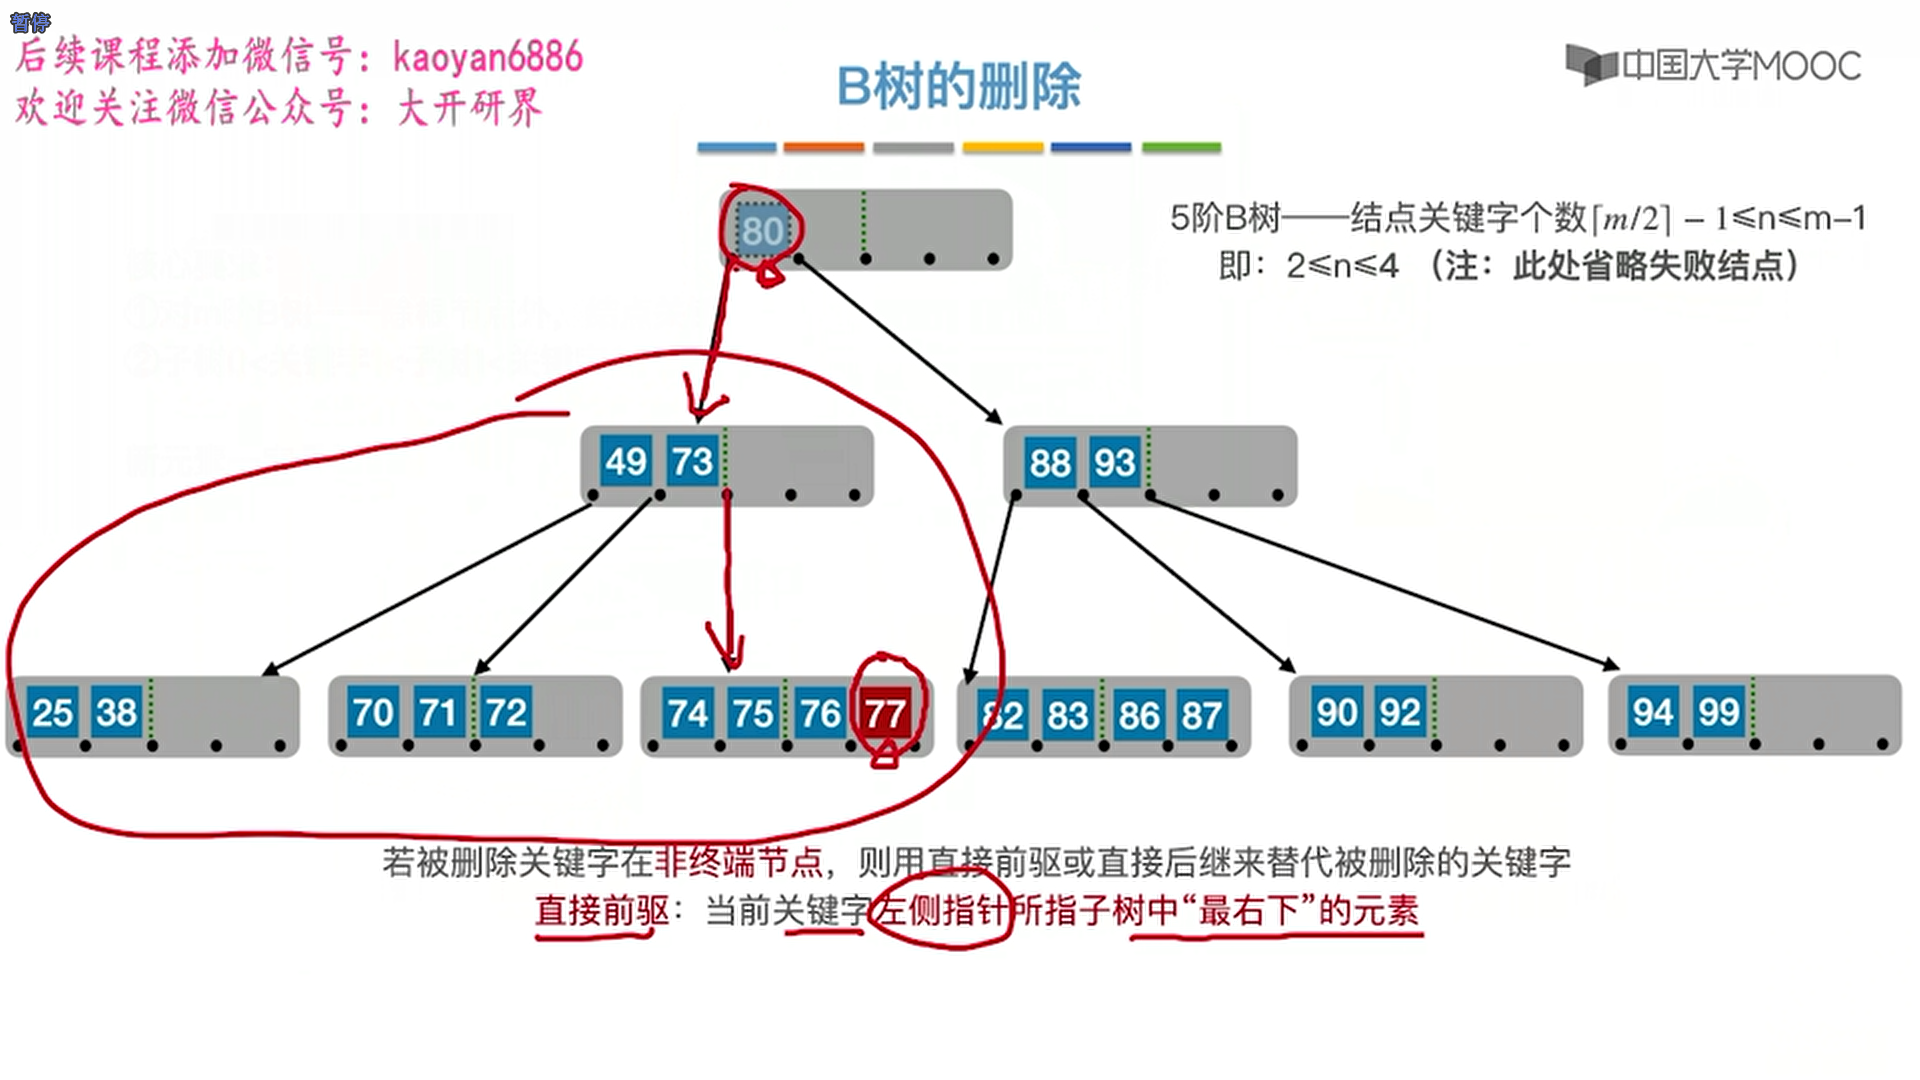 暂停
后续课程添加微信号：kaoyan6886
欢迎关注微信公众号：大开研界
中国大学MOOC
B树的删除
80
5阶B树——结点关键字个数⌈m/2⌉ − 1≤n≤m−1
即：2≤n≤4 （注：此处省略失败结点）
49 73
88 93
25 38
70 71 72
74 75 76 77
82 83 86 87
90 92
94 99
若被删除关键字在非终端节点，则用直接前驱或直接后继来替代被删除的关键字
直接前驱：当前关键字左侧指针所指子树中“最右下”的元素